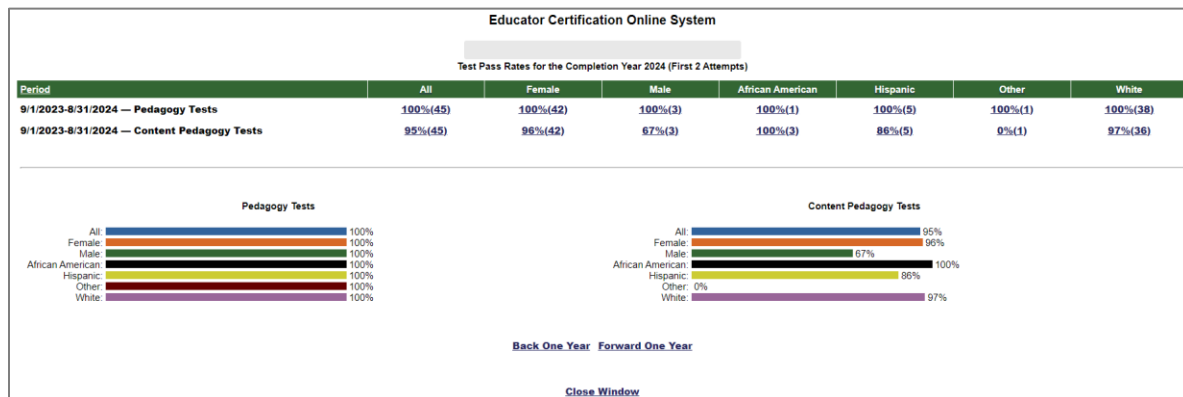 Educator Certification Online System
Test Pass Rates for the Completion Year 2024 (First 2 Attempts)
Period All Female Male African American Hispanic Other White
9/1/2023-8/31/2024 — Pedagogy Tests 100%(45) 100%(42) 100%(3) 100%(1) 100%(5) 100%(1) 100%(38)
9/1/2023-8/31/2024 — Content Pedagogy Tests 95%(45) 96%(42) 67%(3) 100%(3) 86%(5) 0%(1) 97%(36)
Pedagogy Tests
All: 100%
Female: 100%
Male: 100%
African American: 100%
Hispanic: 100%
Other: 100%
White: 100%
Content Pedagogy Tests
All: 95%
Female: 96%
Male: 67%
African American: 100%
Hispanic: 86%
Other: 0%
White: 97%
Back One Year Forward One Year
Close Window